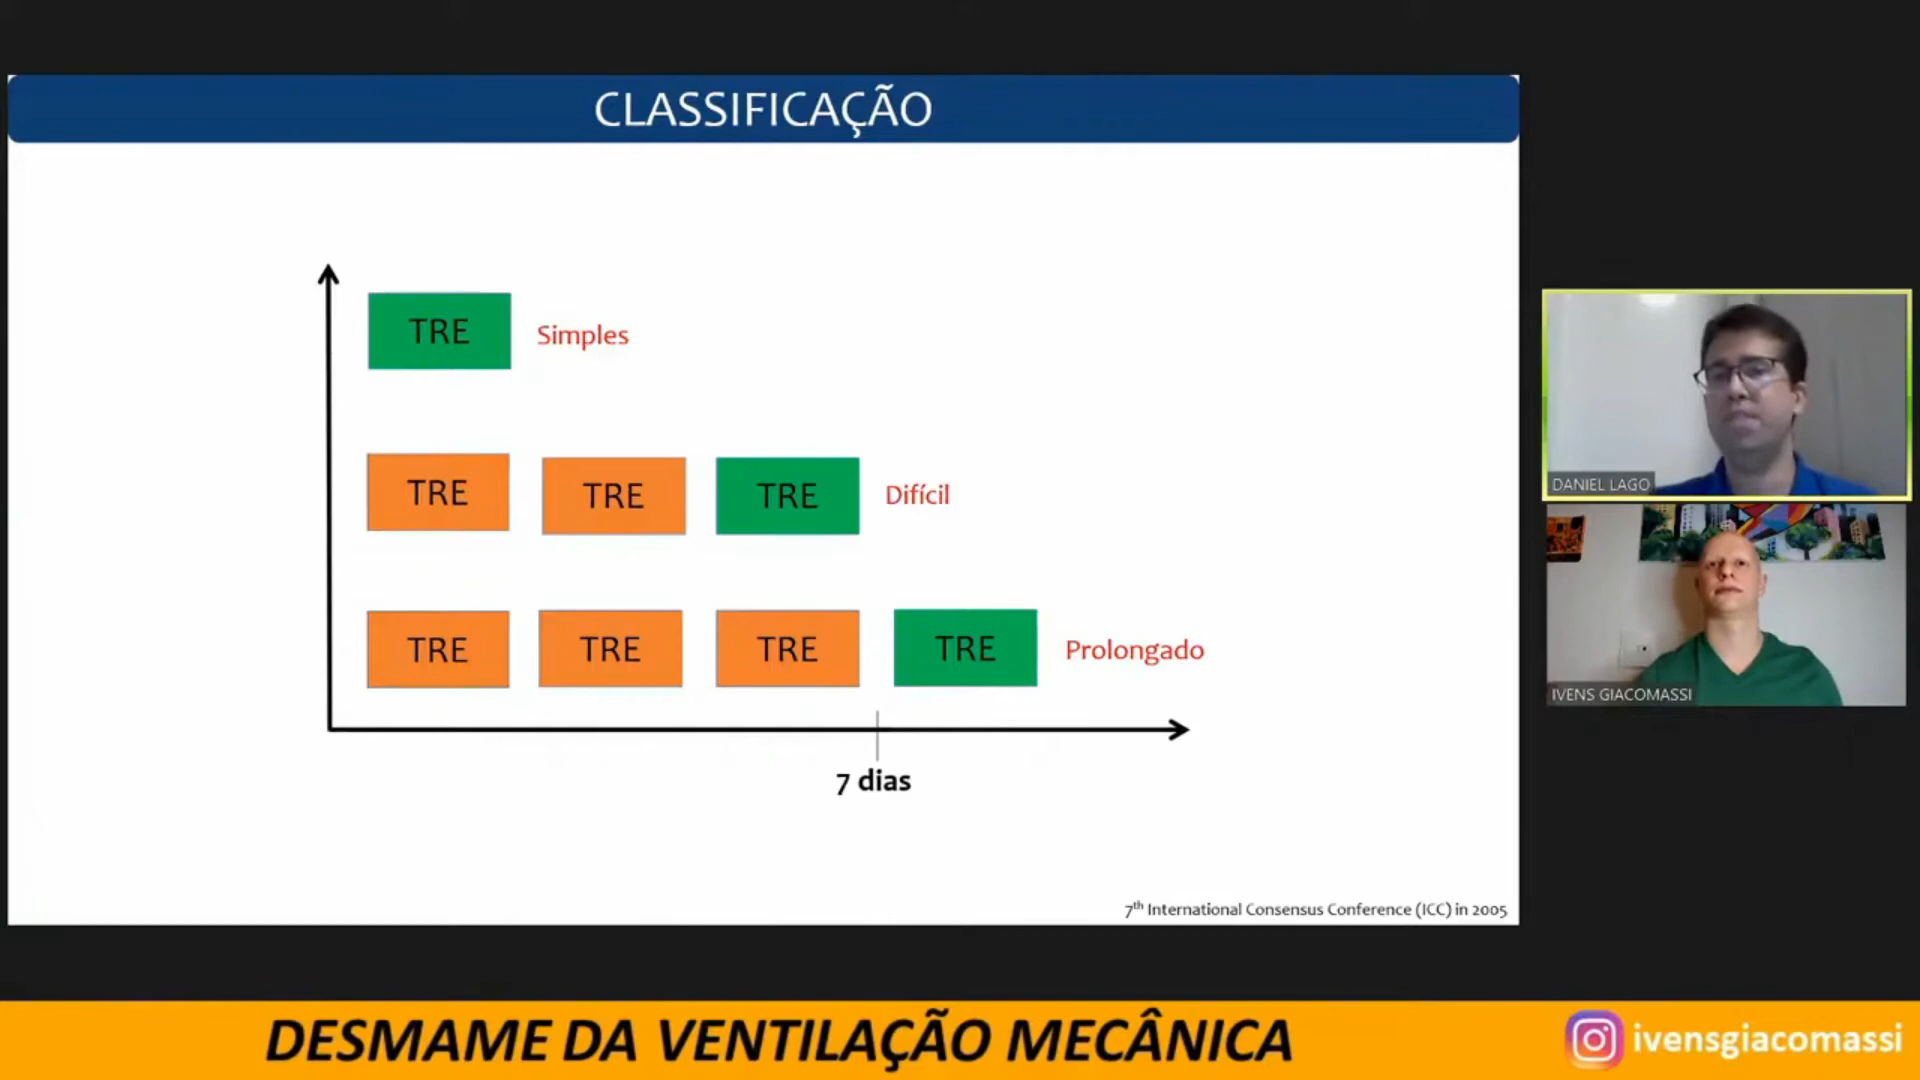 CLASSIFICAÇÃO
TRE Simples
TRE TRE TRE Difícil
TRE TRE TRE TRE Prolongado
7 dias
7th International Consensus Conference (ICC) in 2005
DANIEL LAGO
IVENS GIACOMASSI
DESMAME DA VENTILAÇÃO MECÂNICA
ivensgiacomassi